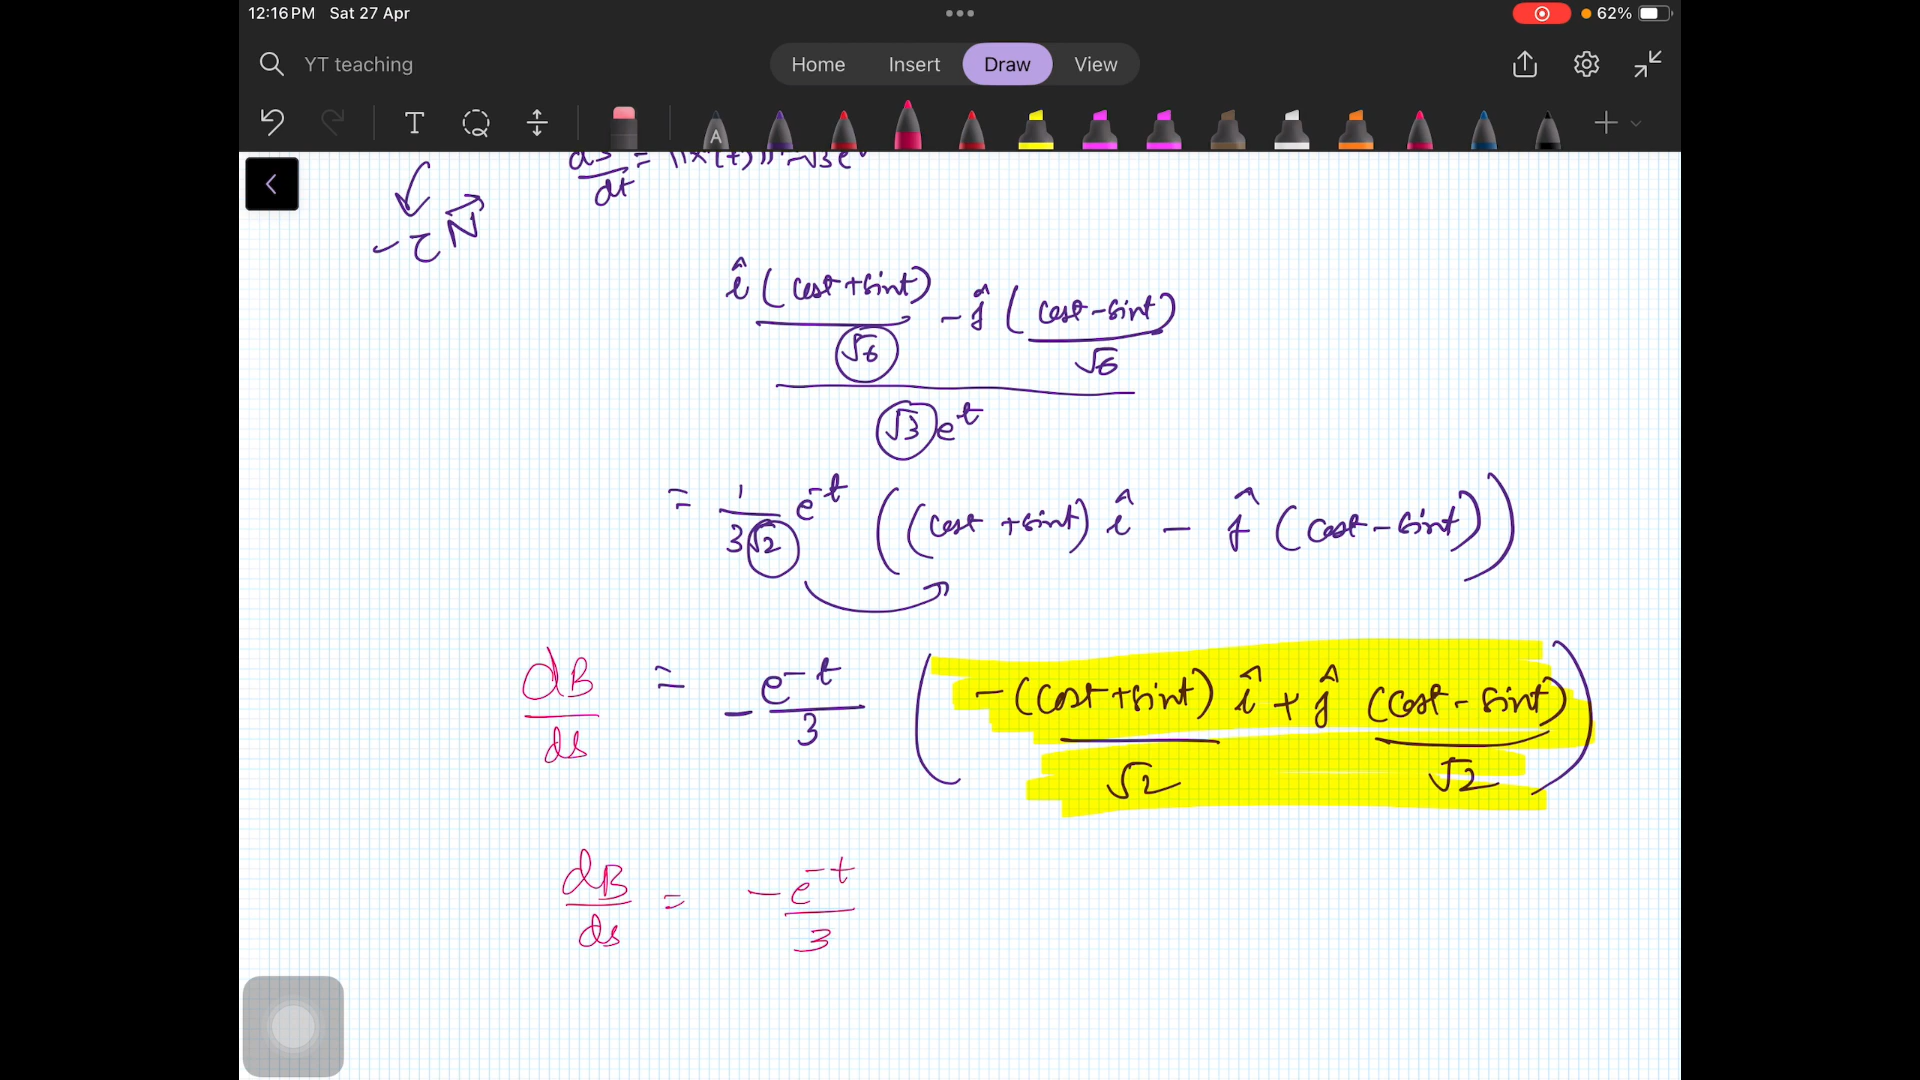 12:16 PM Sat 27 Apr
62%
YT teaching
Home Insert Draw View
T
A
dt
-τN⃗
î (cost+sint) / √6 - ĵ (cost-sint) / √6
√3 e^t
= 1/(3√2) e^-t ((cost +sint) î - ĵ (cost-sint))
dB/ds = - e^-t/3 (-(cost+sint)/√2 î + ĵ (cost-sint)/√2)
dB/ds = -e^-t/3